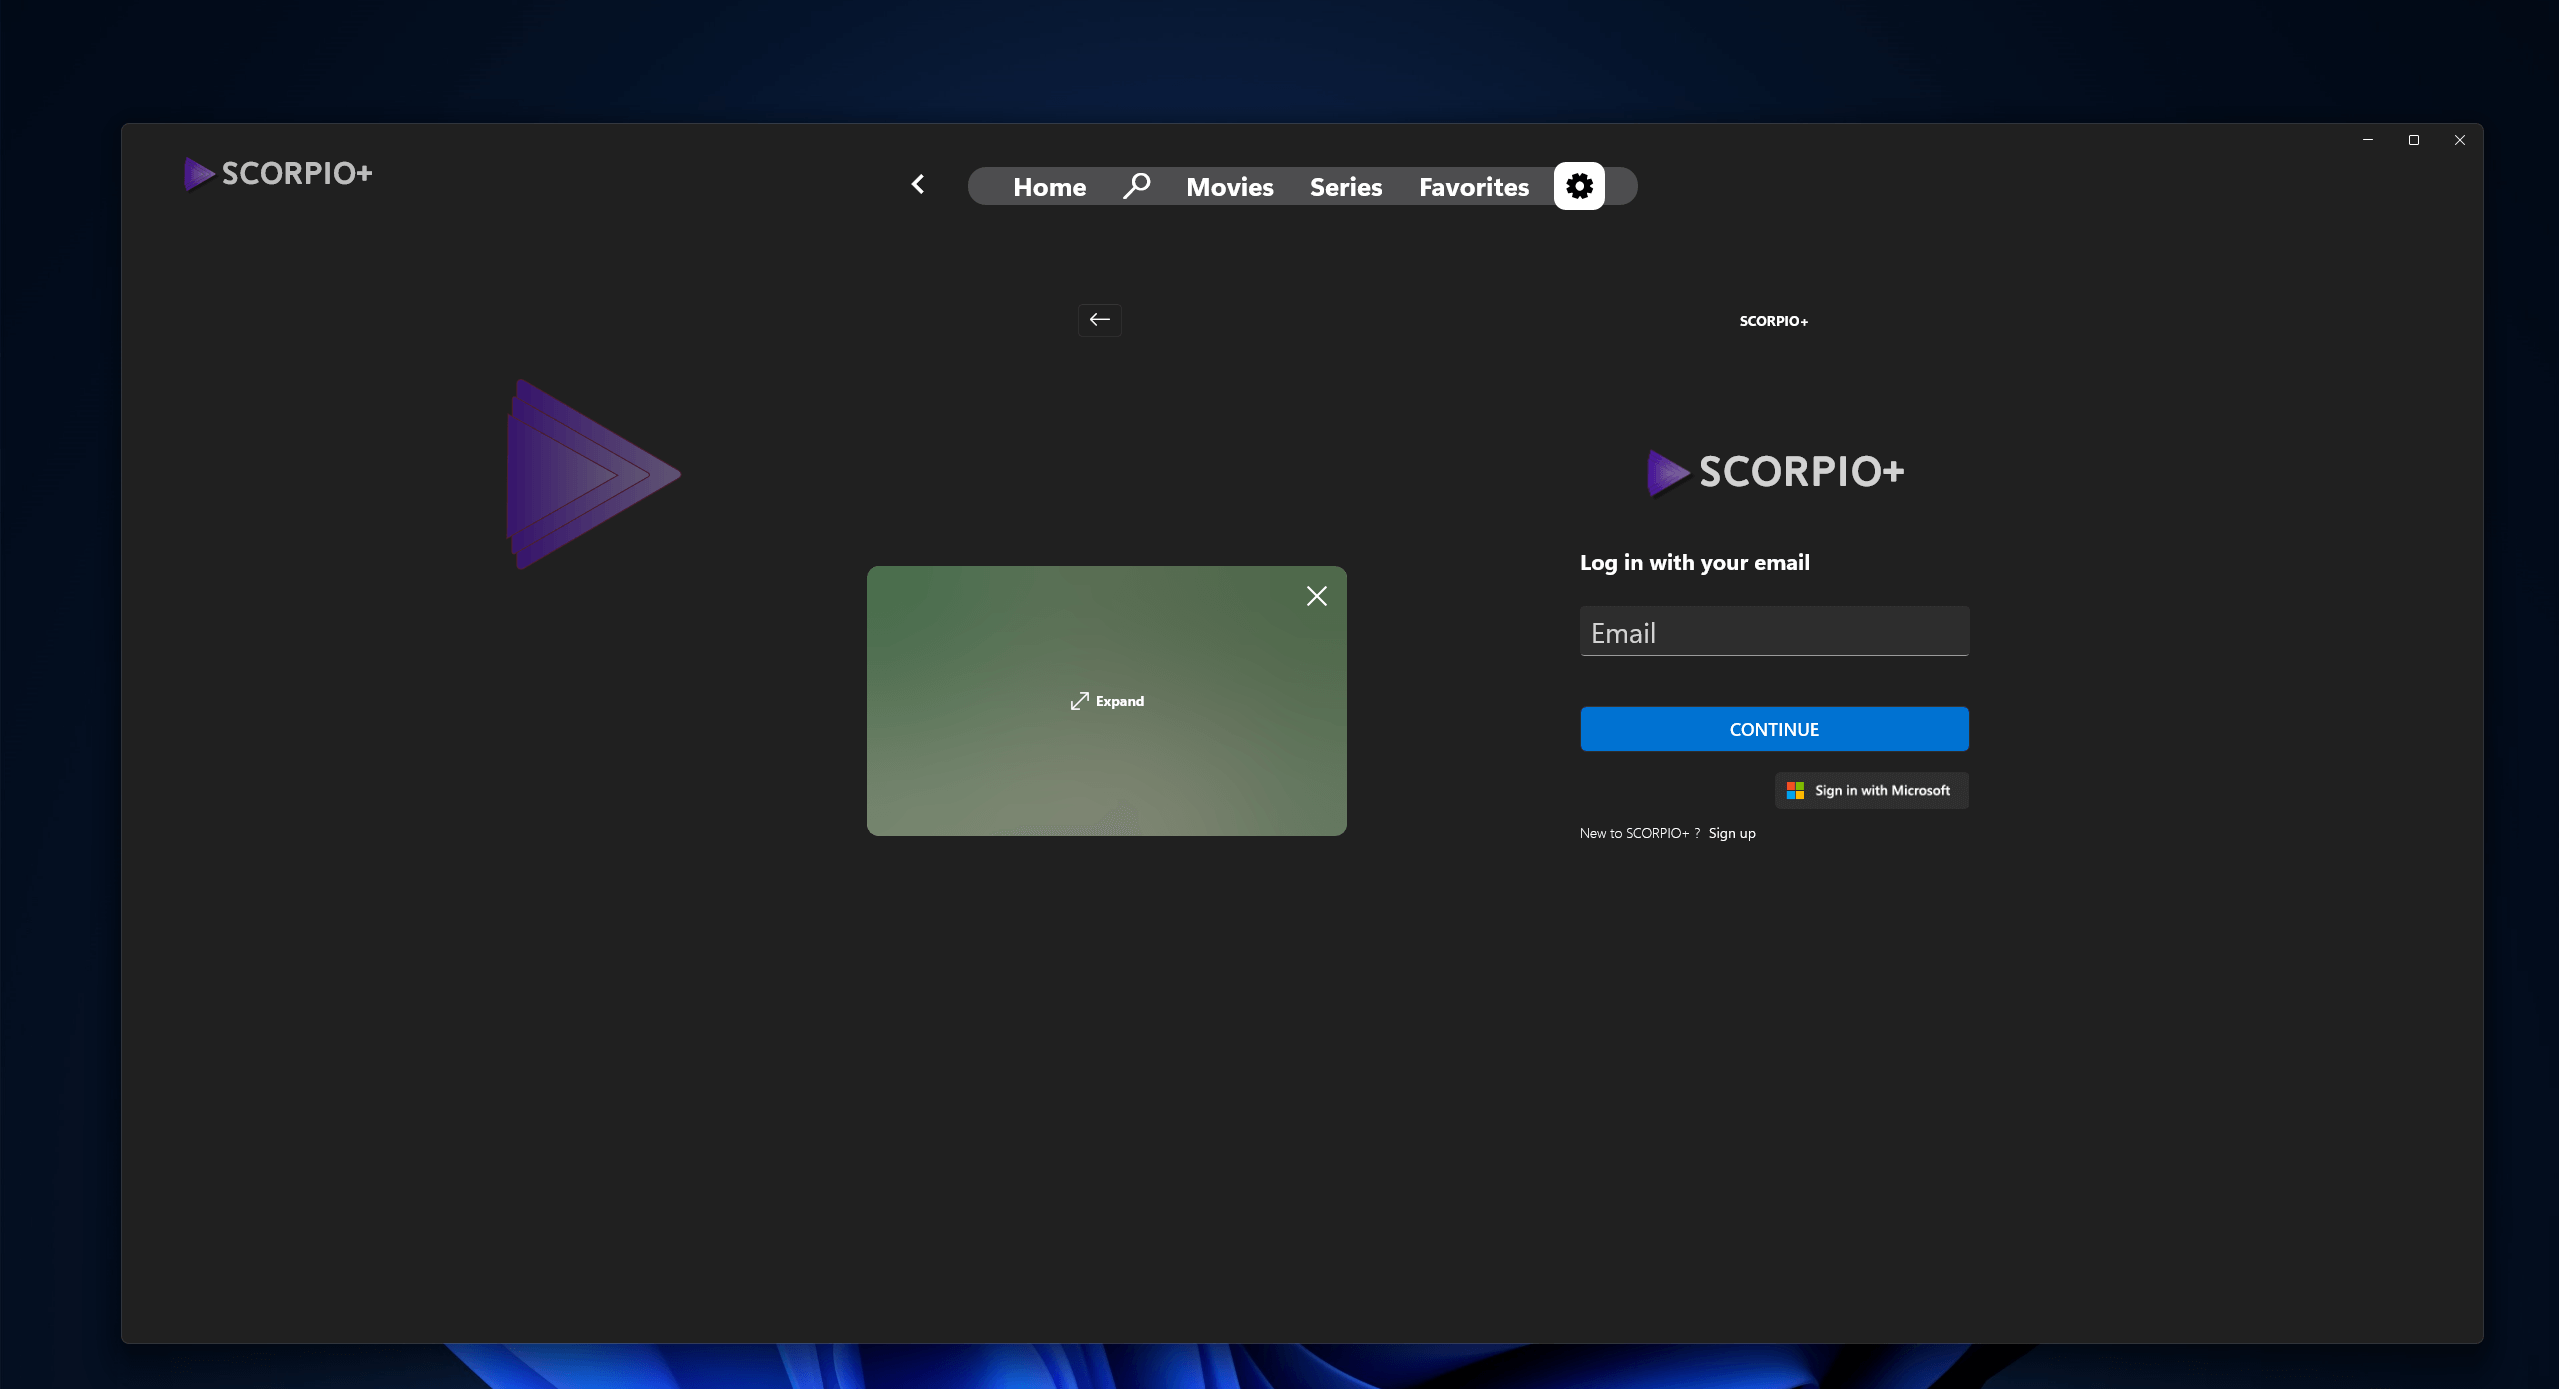 SCORPIO+
Home Movies Series Favorites
SCORPIO+
SCORPIO+
Log in with your email
Email
Expand
CONTINUE
Sign in with Microsoft
New to SCORPIO+ ? Sign up